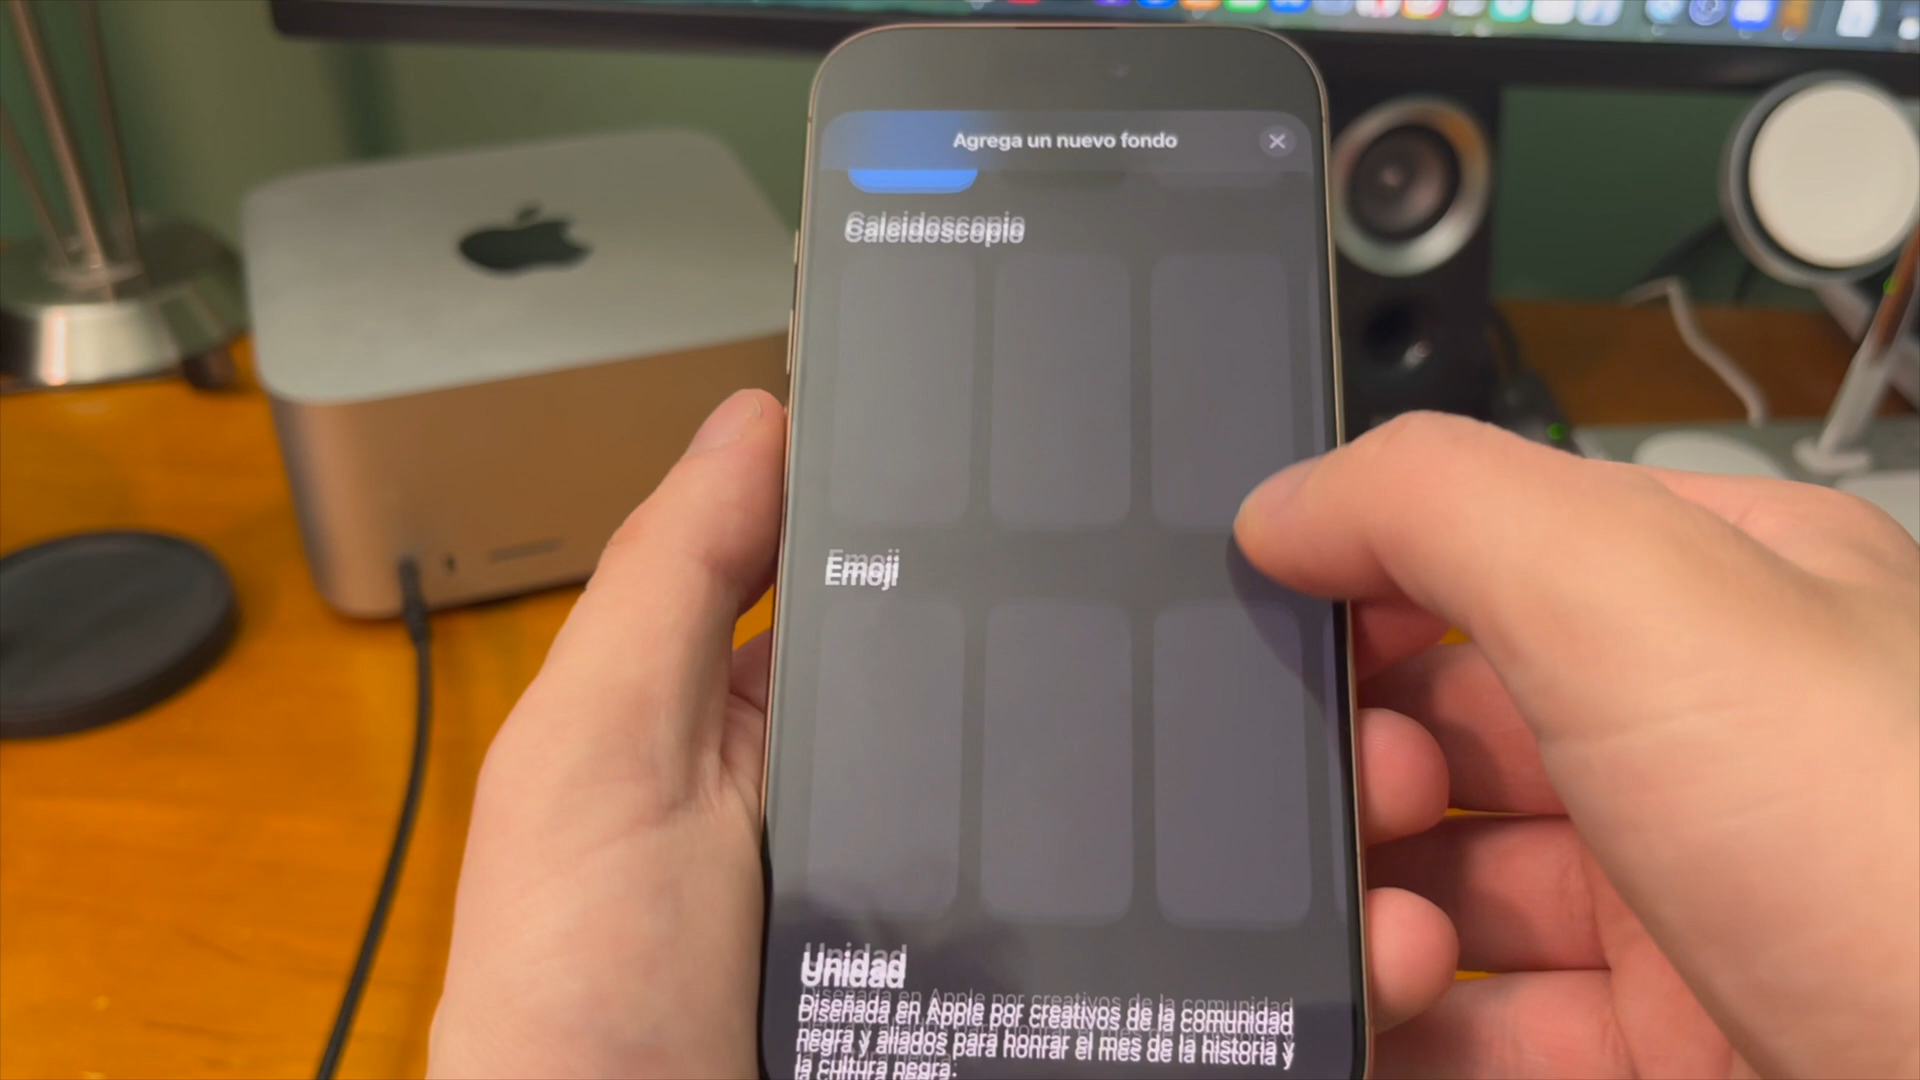 Agrega un nuevo fondo
Caleidoscopio
Emoji
Unidad
Diseñada en Apple por creativos de la comunidad
negra y aliados para honrar el mes de la historia y
la cultura negra.